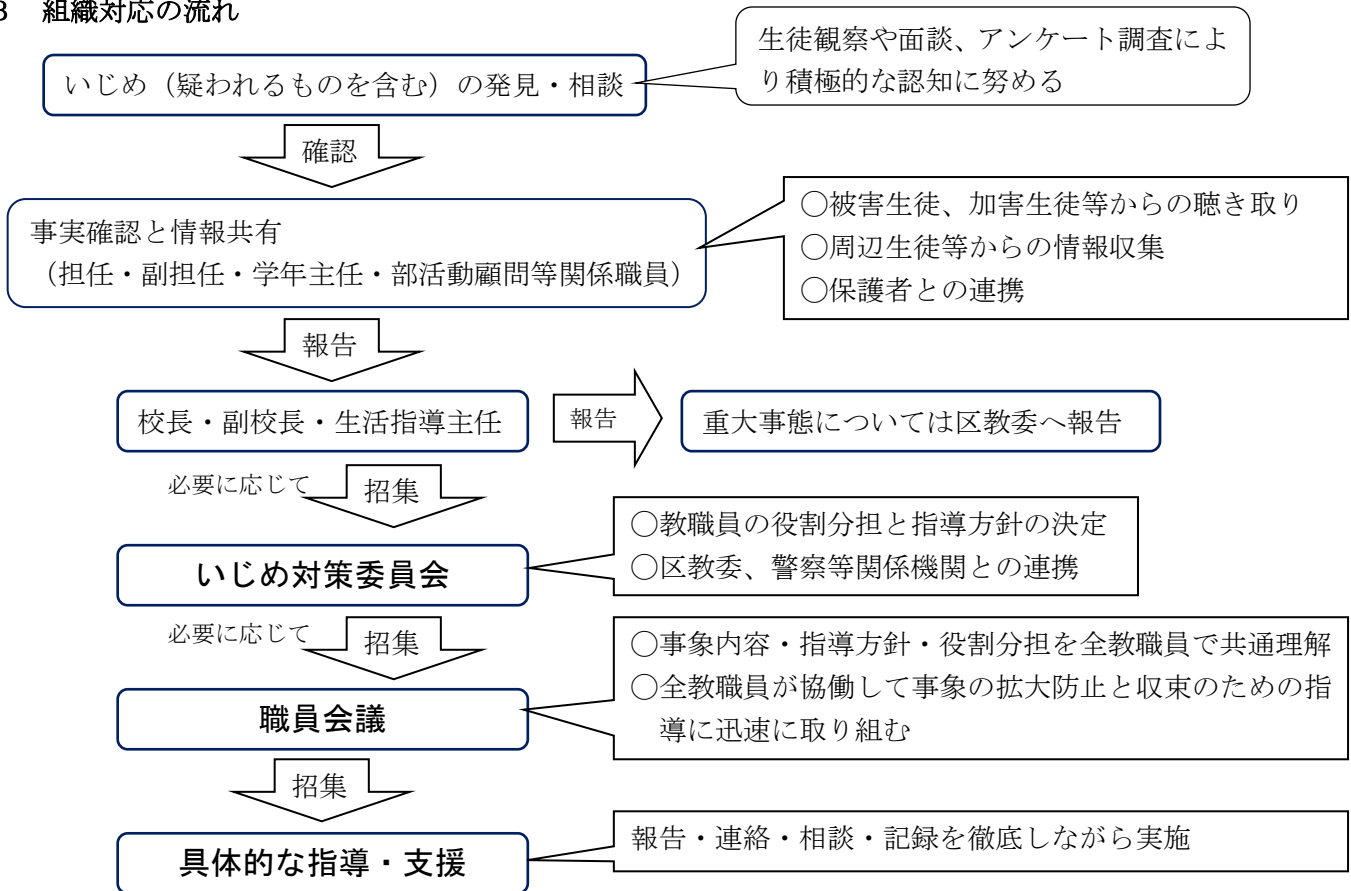 3 組織対応の流れ
生徒観察や面談、アンケート調査によ
り積極的な認知に努める
いじめ（疑われるものを含む）の発見・相談
確認
事実確認と情報共有
（担任・副担任・学年主任・部活動顧問等関係職員）
○被害生徒、加害生徒等からの聴き取り
○周辺生徒等からの情報収集
○保護者との連携
報告
校長・副校長・生活指導主任
報告
重大事態については区教委へ報告
必要に応じて
招集
○教職員の役割分担と指導方針の決定
○区教委、警察等関係機関との連携
いじめ対策委員会
必要に応じて
招集
○事象内容・指導方針・役割分担を全教職員で共通理解
○全教職員が協働して事象の拡大防止と収束のための指
導に迅速に取り組む
職員会議
招集
報告・連絡・相談・記録を徹底しながら実施
具体的な指導・支援